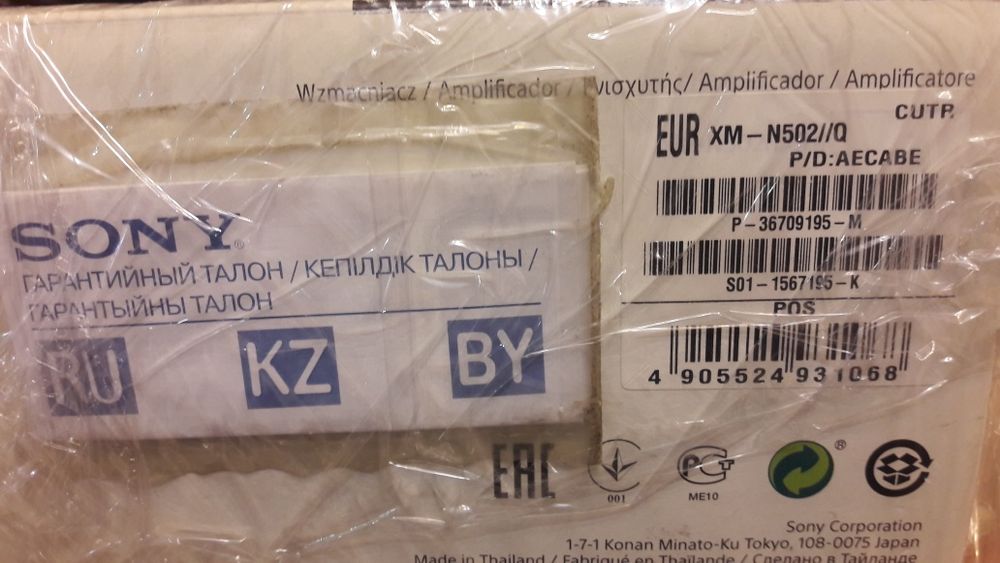 Wzmacniacz / Amplificador / Ενισχυτής/ Amplificador / Amplificatore
CUTR
EUR XM-N502//Q
P/D:AECABE
P-36709195-M
S01-1567195-K
POS
4 905524 931068
SONY®
ГАРАНТИЙНЫЙ ТАЛОН / КЕПІЛДІК ТАЛОНЫ /
ГАРАНТЫЙНЫ ТАЛОН
RU KZ BY
EAC
001
РСТ
ME10
®
Sony Corporation
1-7-1 Konan Minato-Ku Tokyo, 108-0075 Japan
Made in Thailand / Fabriqué en Thaïlande / Сделано в Тайланде